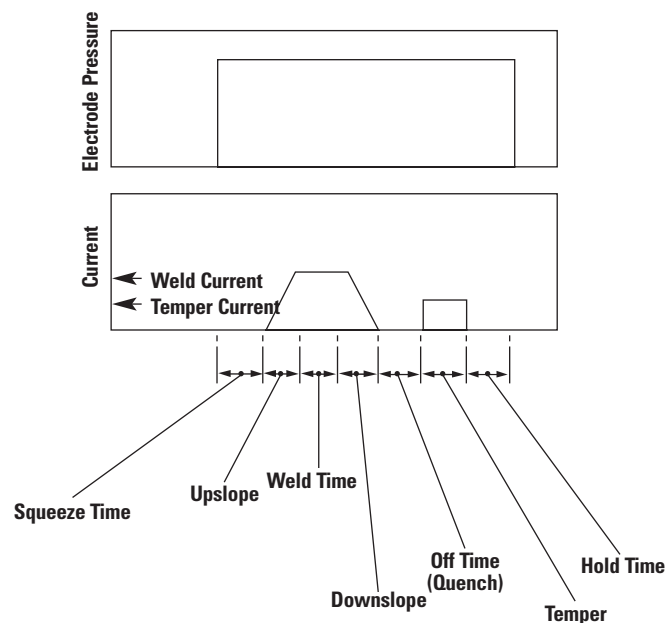 Electrode Pressure
Current
Weld Current
Temper Current
Squeeze Time
Upslope
Weld Time
Downslope
Off Time
(Quench)
Temper
Hold Time